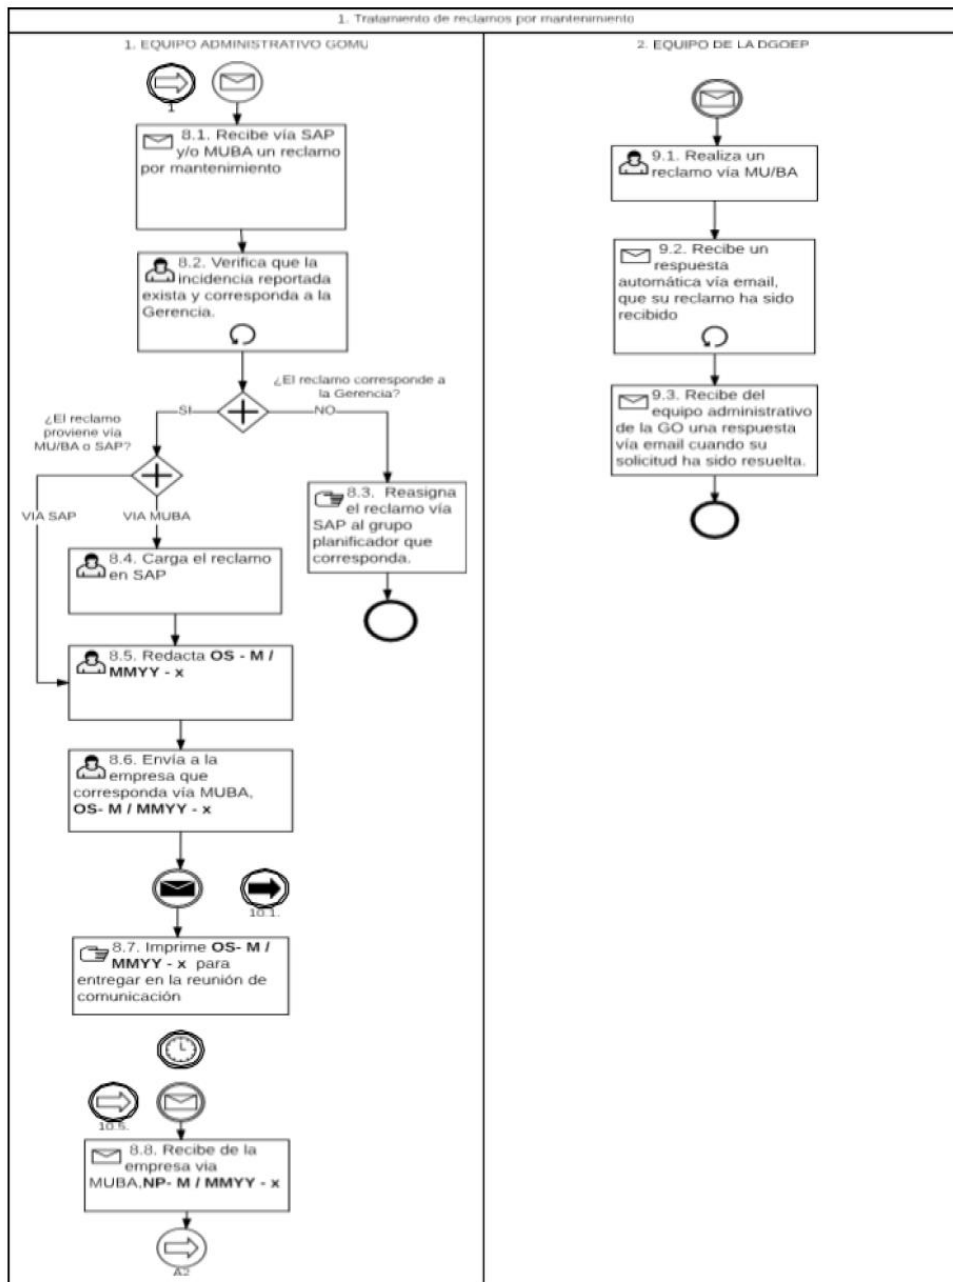 1. Tratamiento de reclamos por mantenimiento
1. EQUIPO ADMINISTRATIVO GOMU
1
8.1. Recibe vía SAP
y/o MUBA un reclamo
por mantenimiento
8.2. Verifica que la
incidencia reportada
exista y corresponda a la
Gerencia.
¿El reclamo corresponde a
la Gerencia?
SI
NO
¿El reclamo
proviene vía
MU/BA o SAP?
VIA SAP
VIA MUBA
8.3. Reasigna
el reclamo vía
SAP al grupo
planificador que
corresponda.
8.4. Carga el reclamo
en SAP
8.5. Redacta OS - M /
MMYY - x
8.6. Envía a la
empresa que
corresponda vía MUBA,
OS- M / MMYY - x
10.1.
8.7. Imprime OS- M /
MMYY - x para
entregar en la reunión de
comunicación
10.5.
8.8. Recibe de la
empresa via
MUBA,NP- M / MMYY - x
A2
2. EQUIPO DE LA DGOEP
9.1. Realiza un
reclamo vía MU/BA
9.2. Recibe un
respuesta
automática vía email,
que su reclamo ha sido
recibido
9.3. Recibe del
equipo administrativo
de la GO una respuesta
vía email cuando su
solicitud ha sido resuelta.